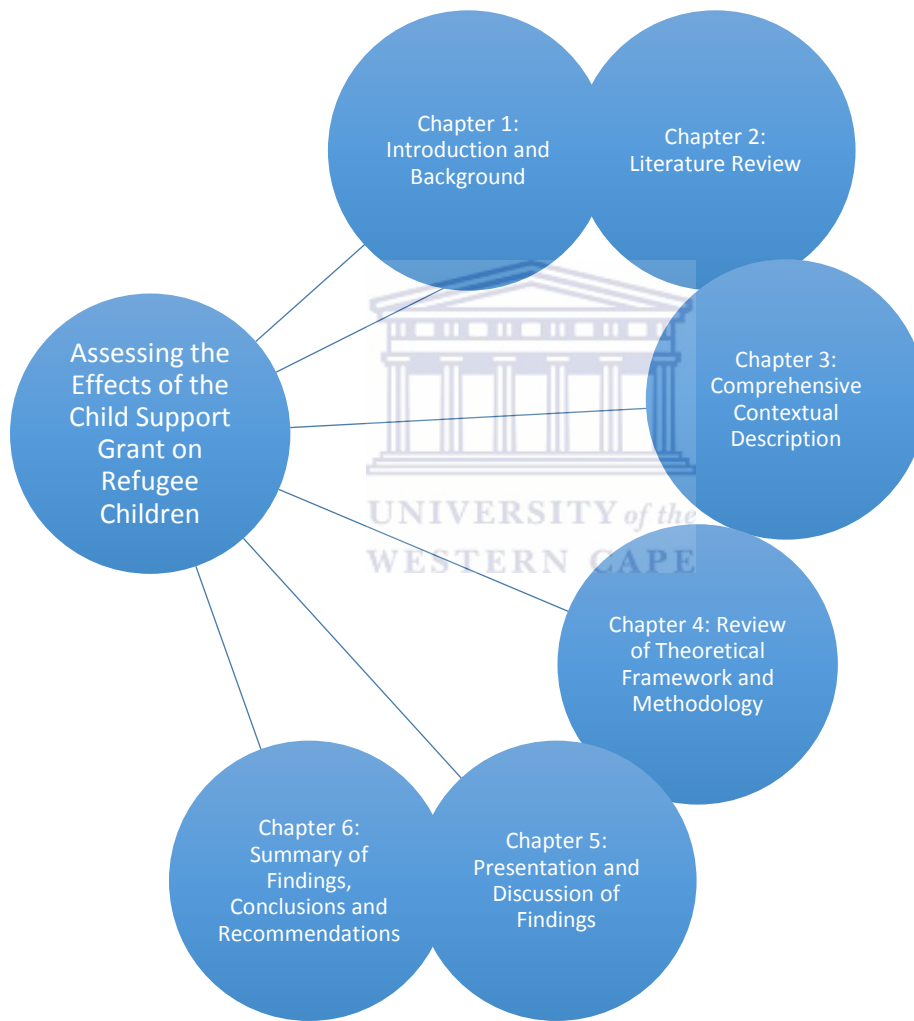 Chapter 1:
Introduction and
Background
Chapter 2:
Literature Review
Chapter 3:
Comprehensive
Contextual
Description
Assessing the
Effects of the
Child Support
Grant on
Refugee
Children
UNIVERSITY of the
WESTERN CAPE
Chapter 4: Review
of Theoretical
Framework and
Methodology
Chapter 5:
Presentation and
Discussion of
Findings
Chapter 6:
Summary of
Findings,
Conclusions and
Recommendations